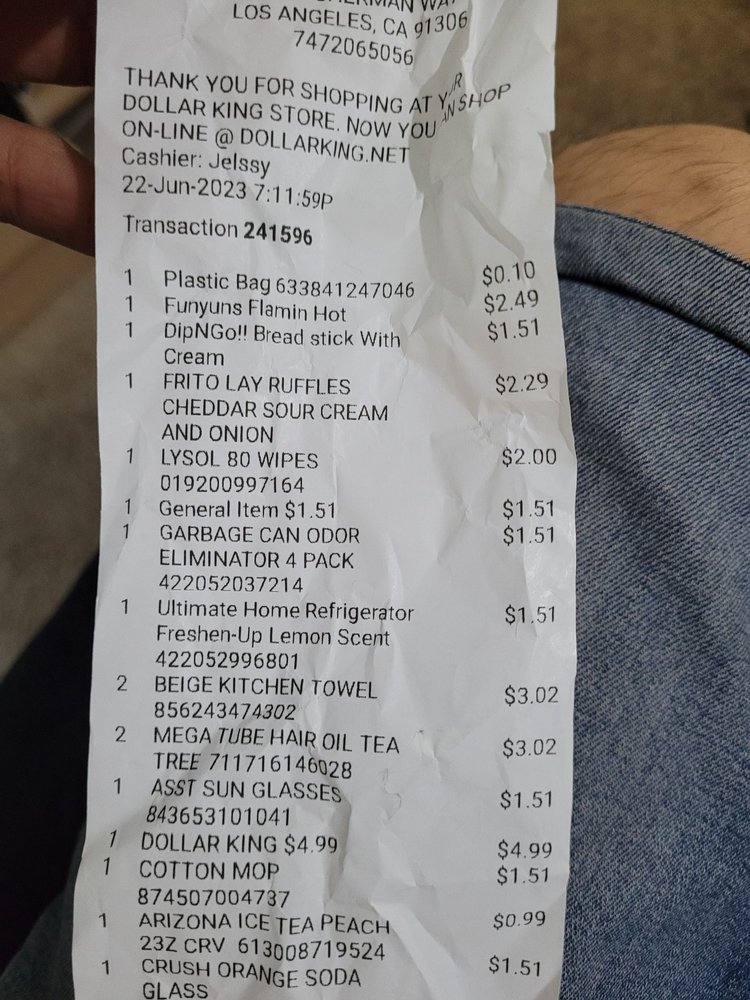 LOS ANGELES, CA 91306
7472065056
THANK YOU FOR SHOPPING AT
DOLLAR KING STORE. NOW YOU SHOP
ON-LINE @ DOLLARKING.NET
Cashier: Jelssy
22-Jun-2023 7:11:59P
Transaction 241596
1 Plastic Bag 633841247046 $0.10
1 Funyuns Flamin Hot $2.49
1 DipNGo!! Bread stick With $1.51
Cream
1 FRITO LAY RUFFLES $2.29
CHEDDAR SOUR CREAM
AND ONION
1 LYSOL 80 WIPES $2.00
019200997164
1 General Item $1.51 $1.51
1 GARBAGE CAN ODOR $1.51
ELIMINATOR 4 PACK
422052037214
1 Ultimate Home Refrigerator $1.51
Freshen-Up Lemon Scent
422052996801
2 BEIGE KITCHEN TOWEL $3.02
856243474302
2 MEGA TUBE HAIR OIL TEA $3.02
TREE 711716146028
1 ASST SUN GLASSES $1.51
843653101041
1 DOLLAR KING $4.99 $4.99
1 COTTON MOP $1.51
874507004737
1 ARIZONA ICE TEA PEACH $0.99
23Z CRV 613008719524
1 CRUSH ORANGE SODA $1.51
GLASS